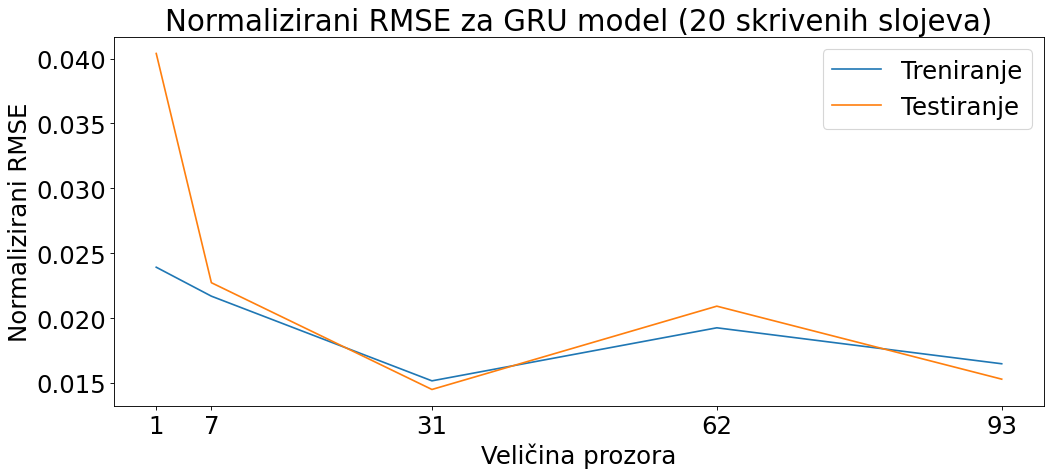 Normalizirani RMSE za GRU model (20 skrivenih slojeva)
Normalizirani RMSE
0.040
0.035
0.030
0.025
0.020
0.015
Treniranje
Testiranje
1 7 31 62 93
Veličina prozora